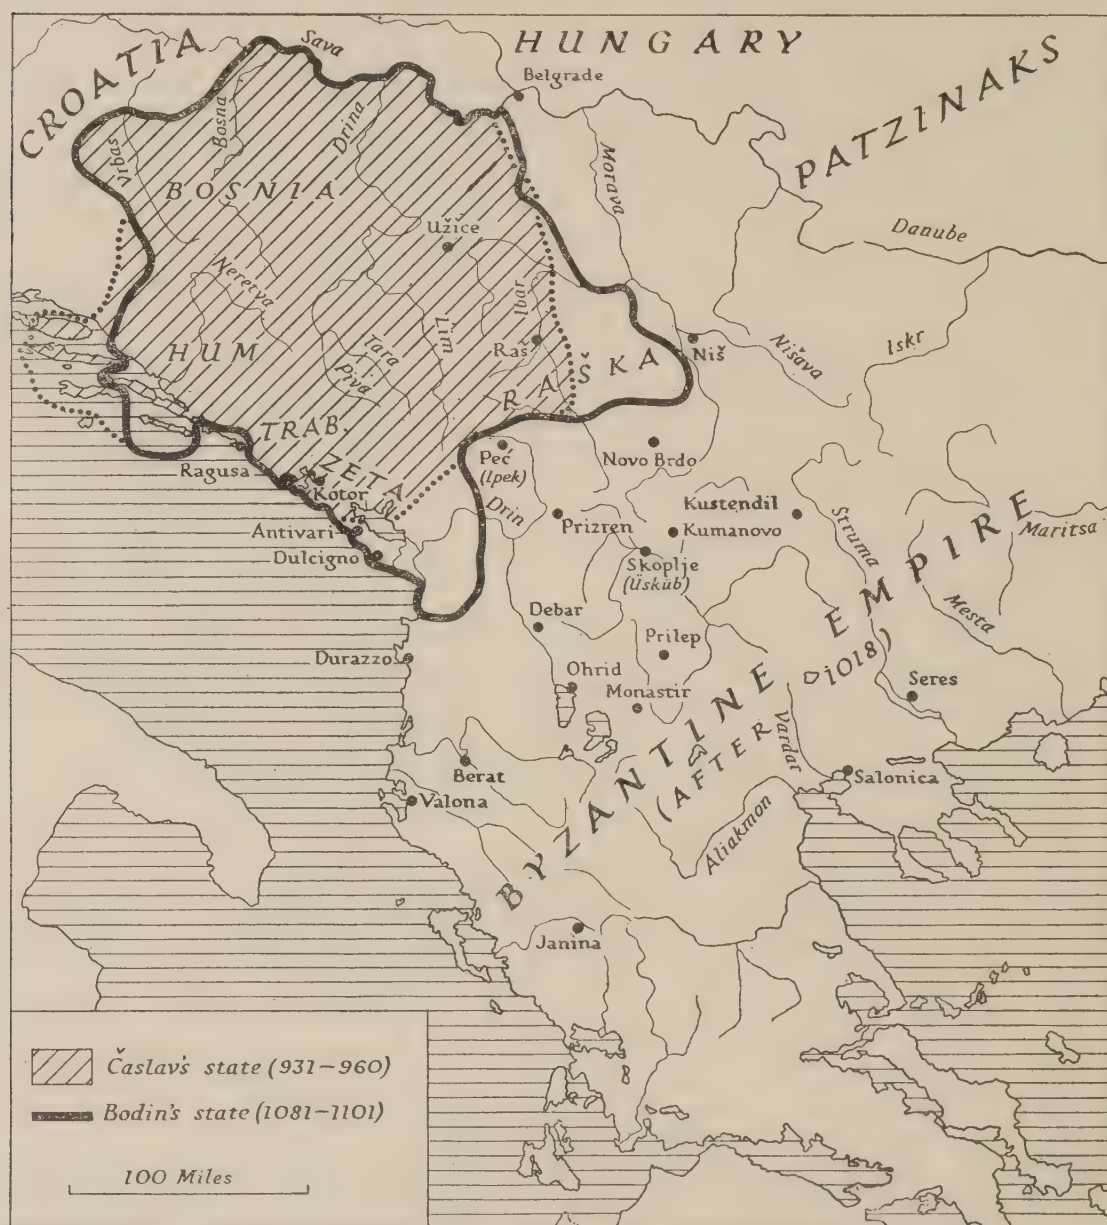 CROATIA
Sava
HUNGARY
Belgrade
PATZINAKS
Vrbas
Bosna
Drina
Morava
BOSNIA
Užice
Danube
Neretva
Ibar
Lim
Tara
Piva
Raš
HUM
RAŠKA
Niš
Nišava
Iskr
TRAB.
Ragusa
ZETA
Kotor
Peć
(Ipek)
Novo Brdo
Drin
Antivari
Dulcigno
Prizren
Kustendil
Kumanovo
Struma
Maritsa
Skoplje
(Üsküb)
Mesta
Debar
Prilep
Durazzo
Ohrid
Monastir
Seres
BYZANTINE EMPIRE
(AFTER 1018)
Vardar
Berat
Valona
Salonica
Aliakmon
Janina
Časlav's state (931-960)
Bodin's state (1081-1101)
100 Miles